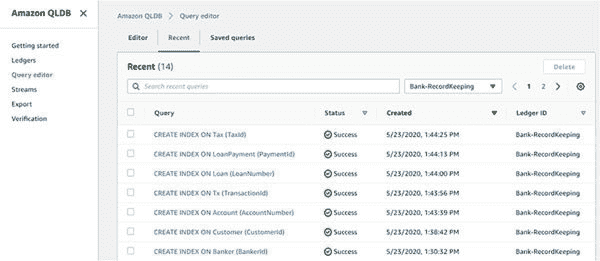 Amazon QLDB
Amazon QLDB > Query editor
Editor Recent Saved queries
Getting started
Ledgers
Query editor
Streams
Export
Verification
Recent (14)
Delete
Search recent queries
Bank-RecordKeeping
1 2
Query Status Created Ledger ID
CREATE INDEX ON Tax (TaxId) Success 5/23/2020, 1:44:25 PM Bank-RecordKeeping
CREATE INDEX ON LoanPayment (PaymentId) Success 5/23/2020, 1:44:13 PM Bank-RecordKeeping
CREATE INDEX ON Loan (LoanNumber) Success 5/23/2020, 1:44:00 PM Bank-RecordKeeping
CREATE INDEX ON Tx (TransactionId) Success 5/23/2020, 1:43:56 PM Bank-RecordKeeping
CREATE INDEX ON Account (AccountNumber) Success 5/23/2020, 1:43:39 PM Bank-RecordKeeping
CREATE INDEX ON Customer (CustomerId) Success 5/23/2020, 1:38:42 PM Bank-RecordKeeping
CREATE INDEX ON Banker (BankerId) Success 5/23/2020, 1:30:32 PM Bank-RecordKeeping